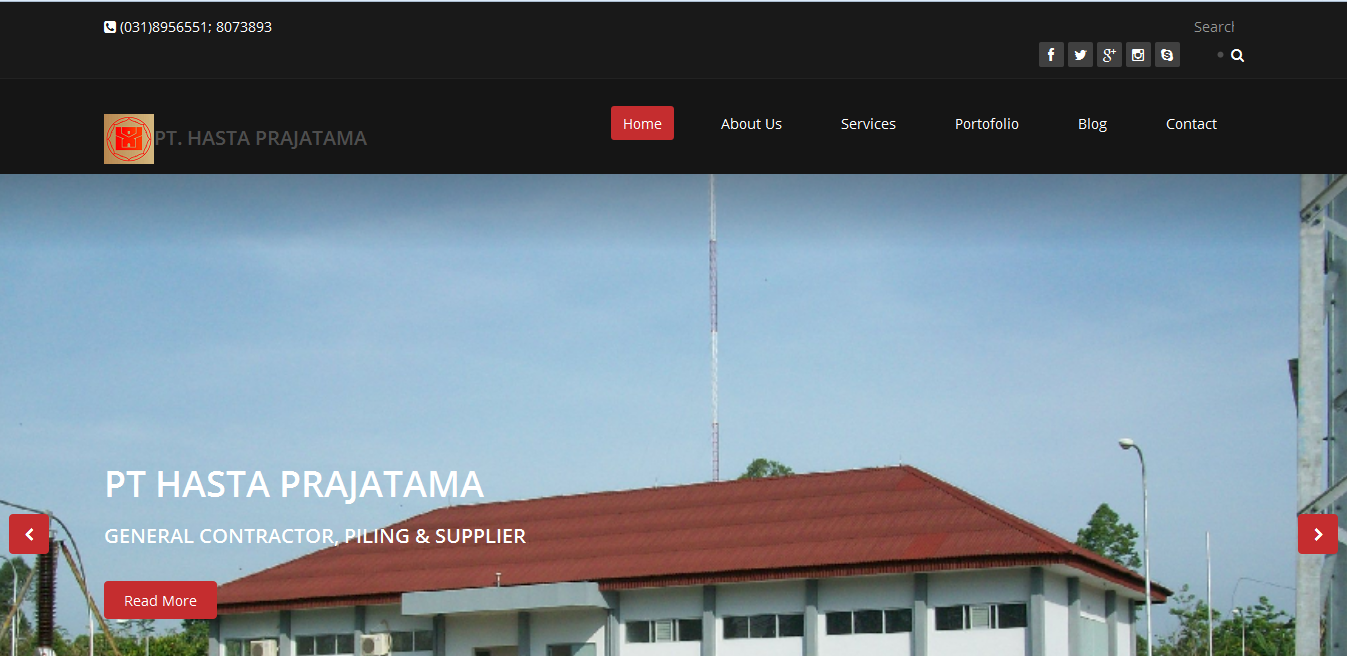 (031)8956551; 8073893
Search
PT. HASTA PRAJATAMA
Home About Us Services Portofolio Blog Contact
PT HASTA PRAJATAMA
GENERAL CONTRACTOR, PILING & SUPPLIER
Read More